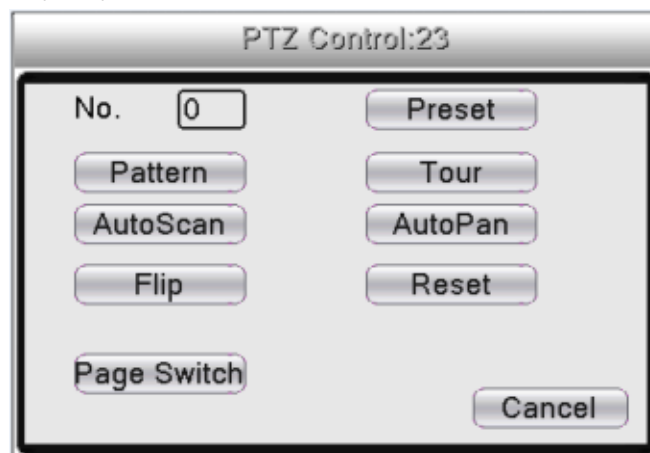 PTZ Control:23
No. 0 Preset
Pattern Tour
AutoScan AutoPan
Flip Reset
Page Switch
Cancel